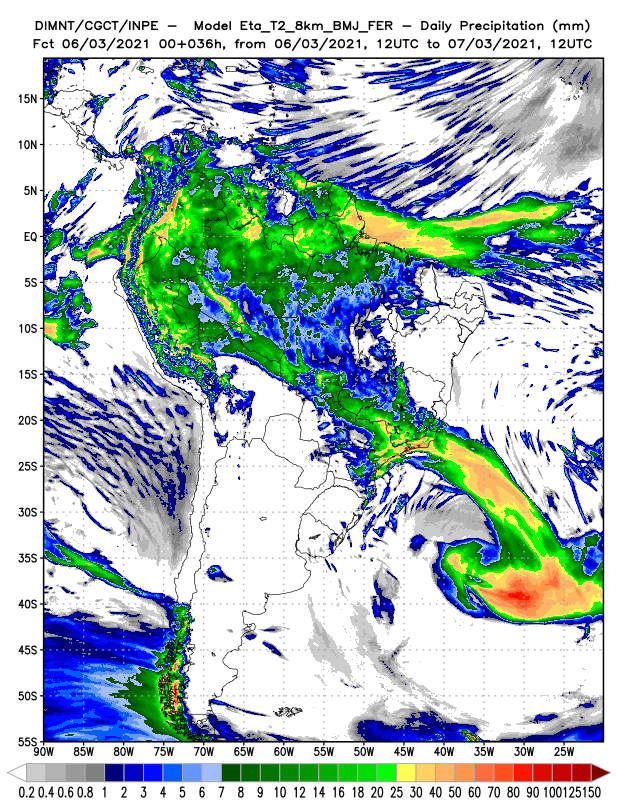 DIMNT/CGCT/INPE –  Model Eta_T2_8km_BMJ_FER – Daily Precipitation (mm)
Fct 06/03/2021 00+036h, from 06/03/2021, 12UTC to 07/03/2021, 12UTC
15N
10N
5N
EQ
5S
10S
15S
20S
25S
30S
35S
40S
45S
50S
55S
90W 85W 80W 75W 70W 65W 60W 55W 50W 45W 40W 35W 30W 25W
0.2 0.4 0.6 0.8 1 2 3 4 5 6 7 8 9 10 12 14 16 18 20 25 30 40 50 60 70 80 90 100 125 150